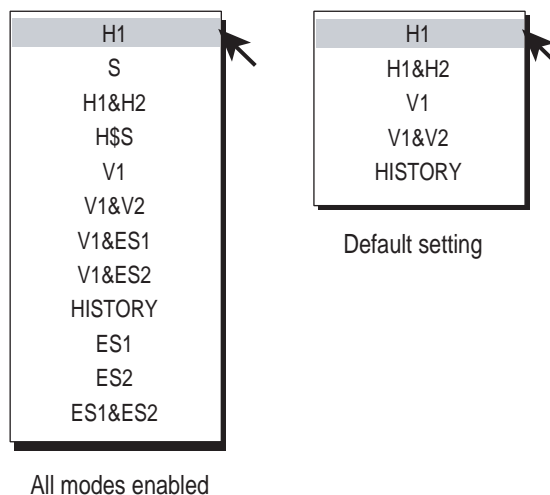 H1
S
H1&H2
H$S
V1
V1&V2
V1&ES1
V1&ES2
HISTORY
ES1
ES2
ES1&ES2
All modes enabled
H1
H1&H2
V1
V1&V2
HISTORY
Default setting